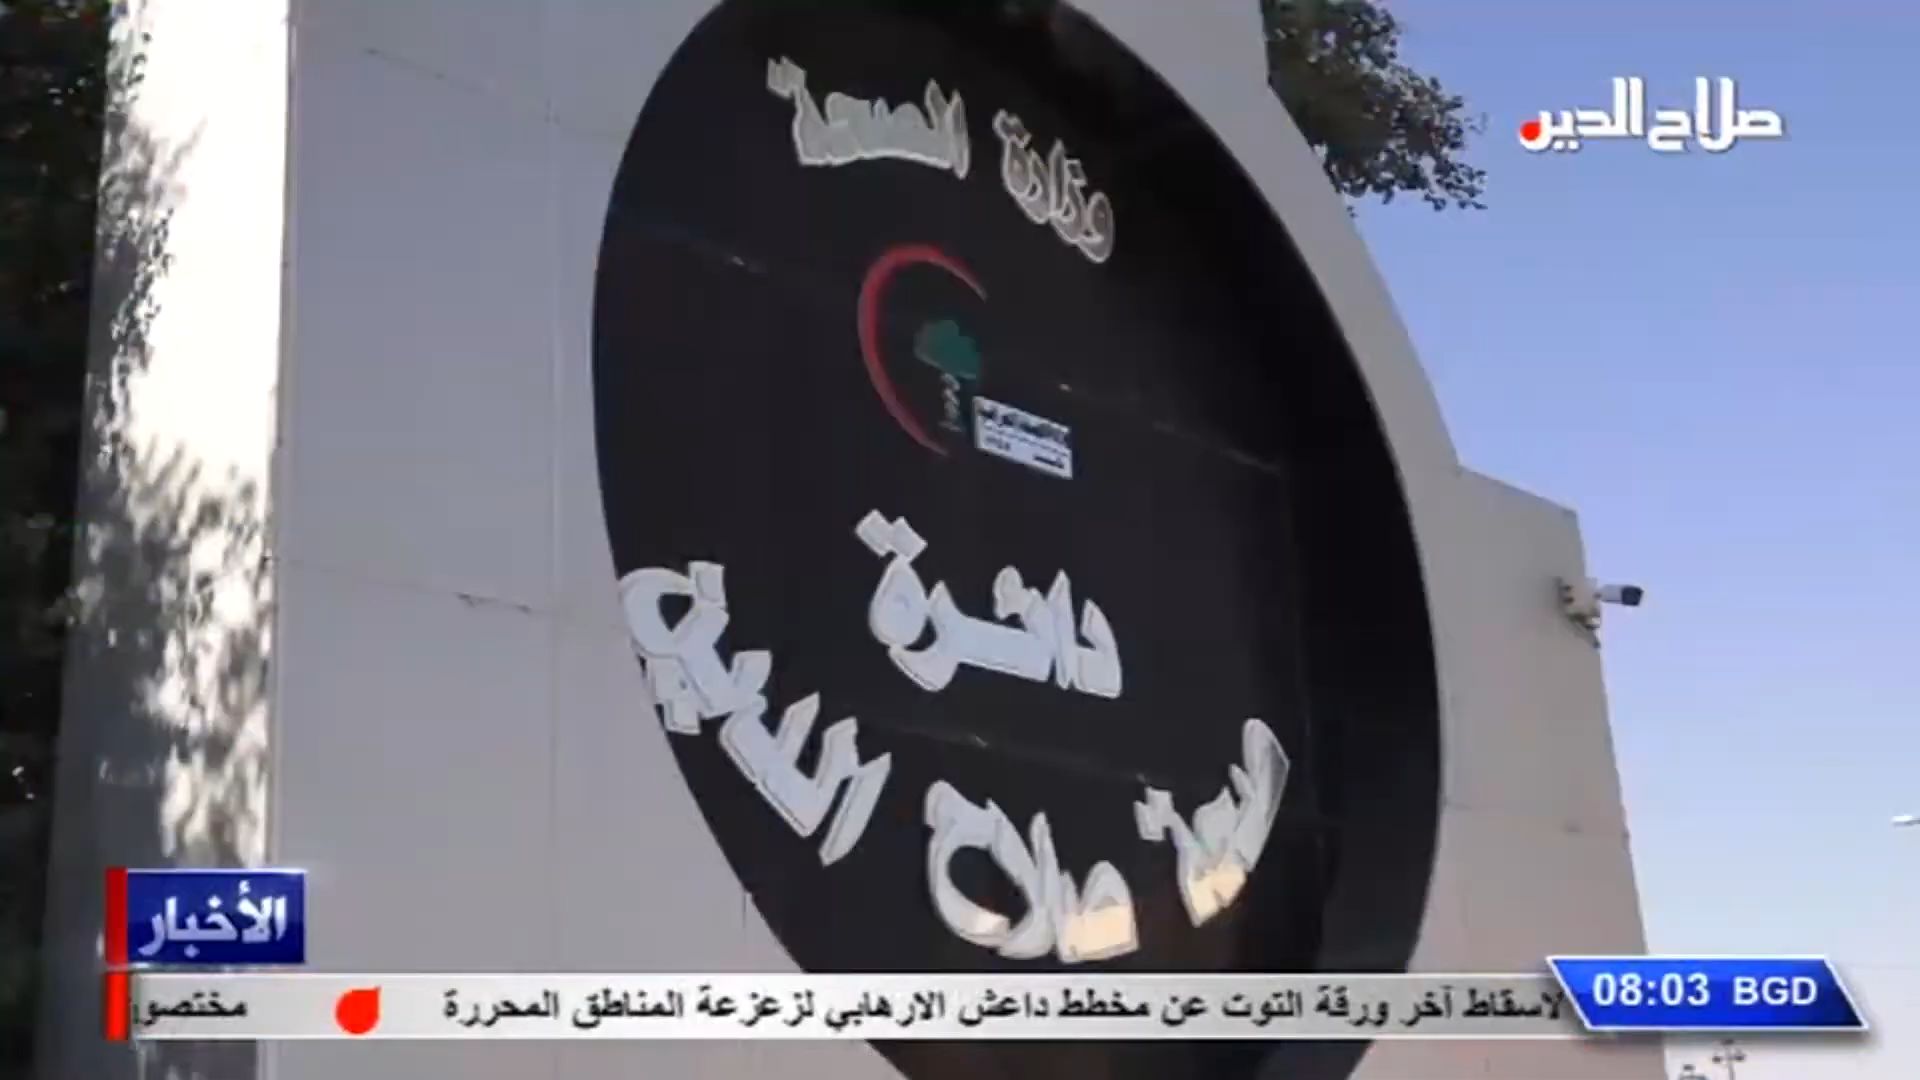 صلاح الدين
وزارة الصحة
دائرة
صحة صلاح الدين
الأخبار
لاسقاط آخر ورقة التوت عن مخطط داعش الارهابي لزعزعة المناطق المحررة
مختصو
08:03 BGD